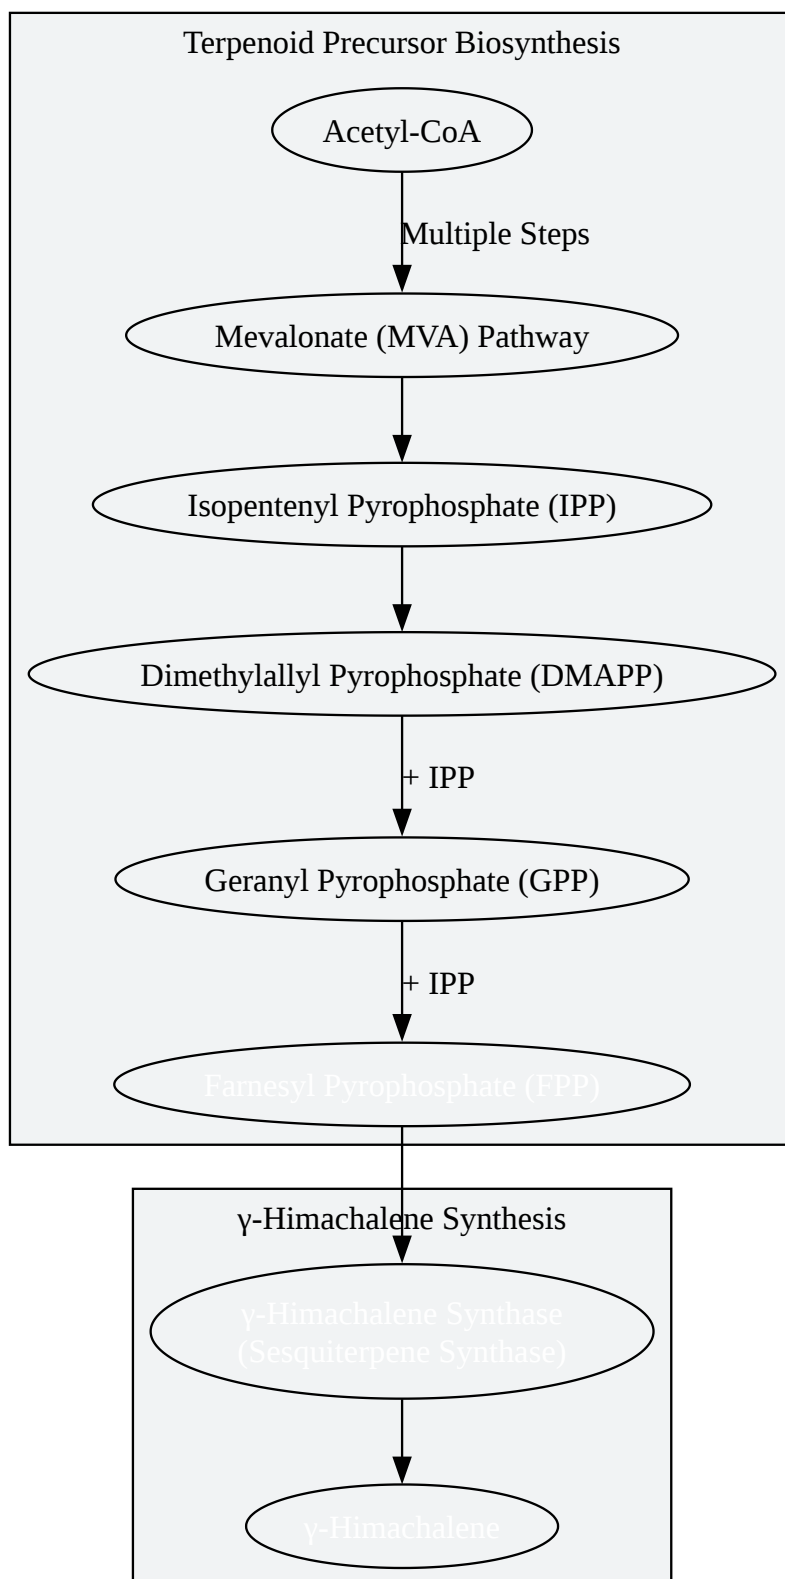 Terpenoid Precursor Biosynthesis
Acetyl-CoA
Multiple Steps
Mevalonate (MVA) Pathway
Isopentenyl Pyrophosphate (IPP)
Dimethylallyl Pyrophosphate (DMAPP)
+ IPP
Geranyl Pyrophosphate (GPP)
+ IPP
Farnesyl Pyrophosphate (FPP)
γ-Himachalene Synthesis
γ-Himachalene Synthase
(Sesquiterpene Synthase)
γ-Himachalene